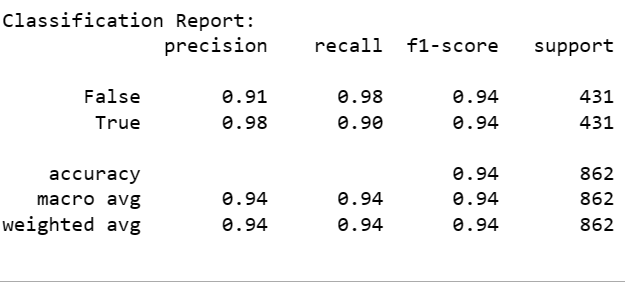 Classification Report:
precision recall f1-score support
False 0.91 0.98 0.94 431
True 0.98 0.90 0.94 431
accuracy 0.94 862
macro avg 0.94 0.94 0.94 862
weighted avg 0.94 0.94 0.94 862